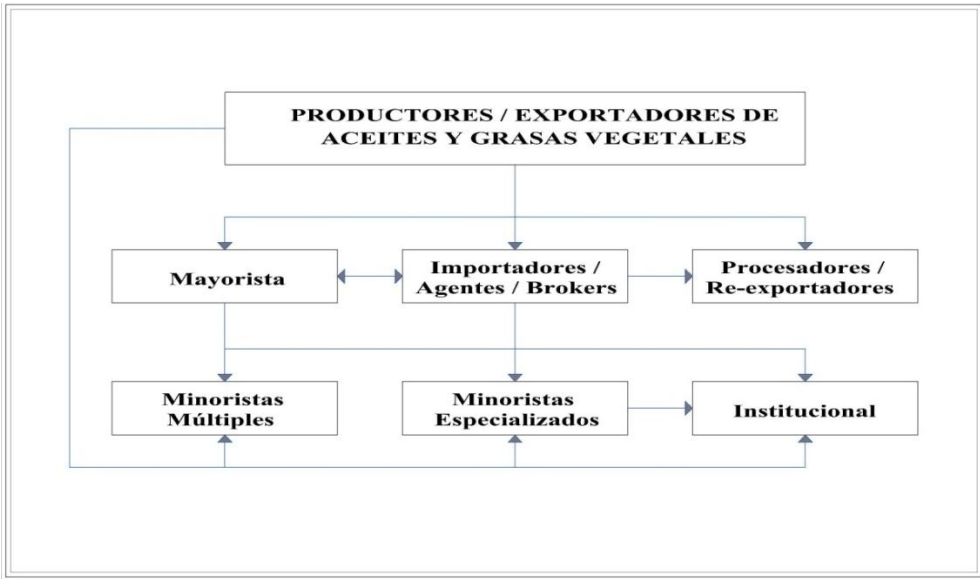 PRODUCTORES / EXPORTADORES DE
ACEITES Y GRASAS VEGETALES
Mayorista
Importadores /
Agentes / Brokers
Procesadores /
Re-exportadores
Minoristas
Múltiples
Minoristas
Especializados
Institucional